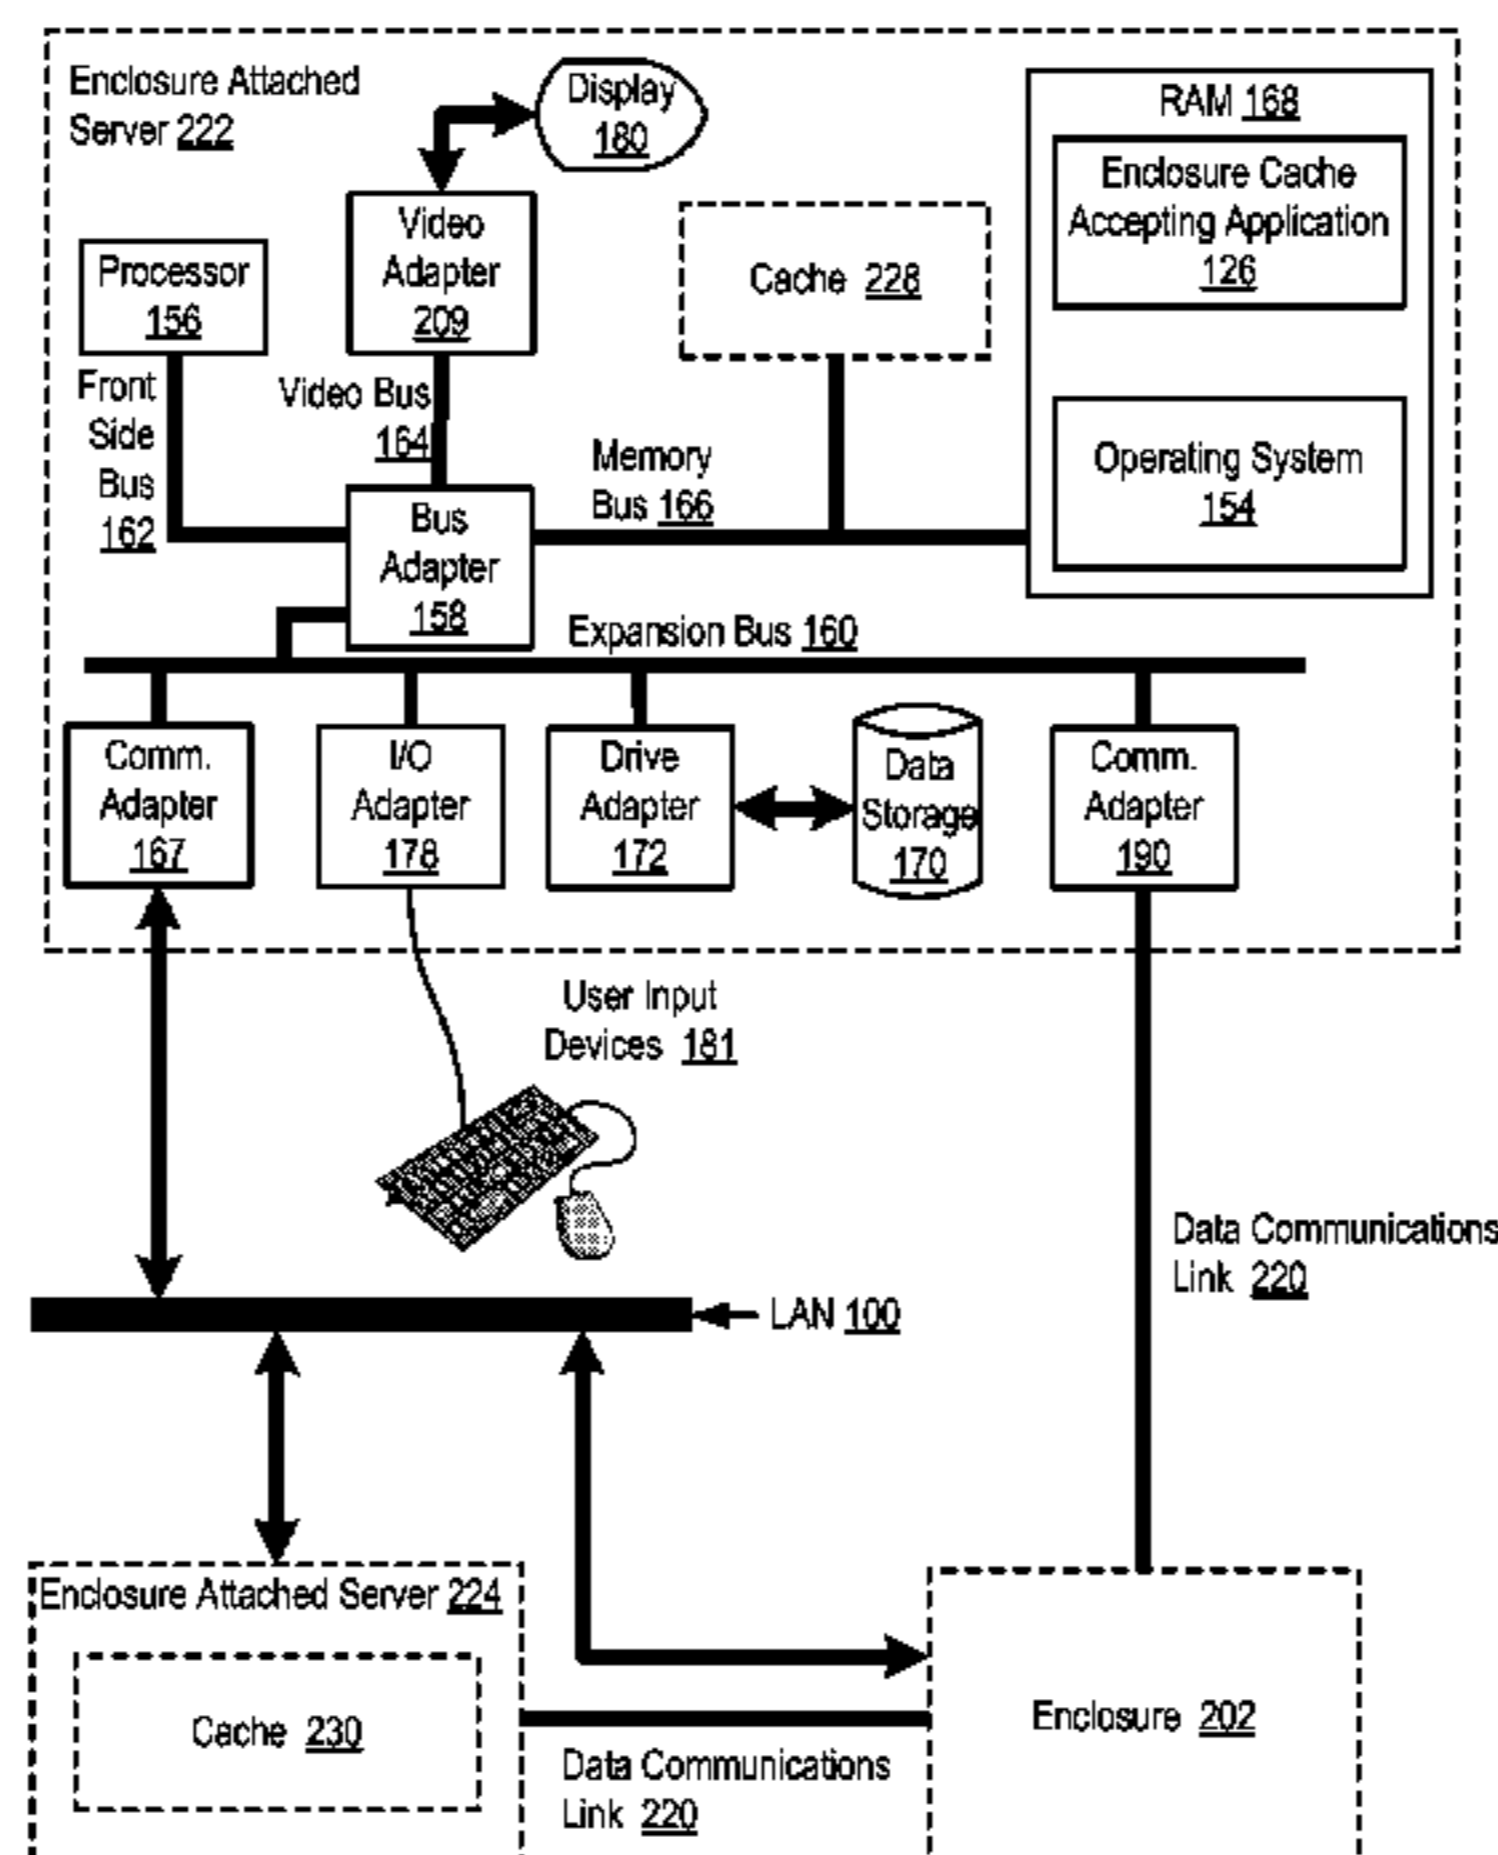 Enclosure Attached
Server 222
Display
180
RAM 168
Enclosure Cache
Accepting Application
126
Video
Adapter
209
Cache 228
Processor
156
Front
Side
Bus
162
Video Bus
164
Memory
Bus 166
Operating System
154
Bus
Adapter
158
Expansion Bus 160
Comm.
Adapter
167
I/O
Adapter
178
Drive
Adapter
172
Data
Storage
170
Comm.
Adapter
190
User Input
Devices 181
Data Communications
Link 220
LAN 100
Enclosure Attached Server 224
Cache 230
Enclosure 202
Data Communications
Link 220